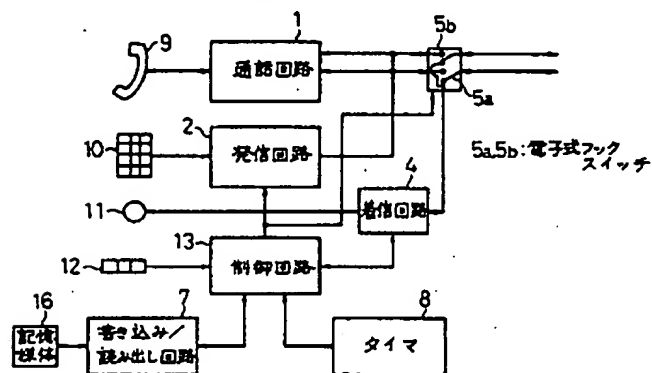 1
5b
9
通話回路
5a
2
10
発信回路
5a,5b:電子式フック
スイッチ
4
11
着信回路
13
12
制御回路
16
7
8
記憶
媒体
書き込み/
読み出し回路
タイマ